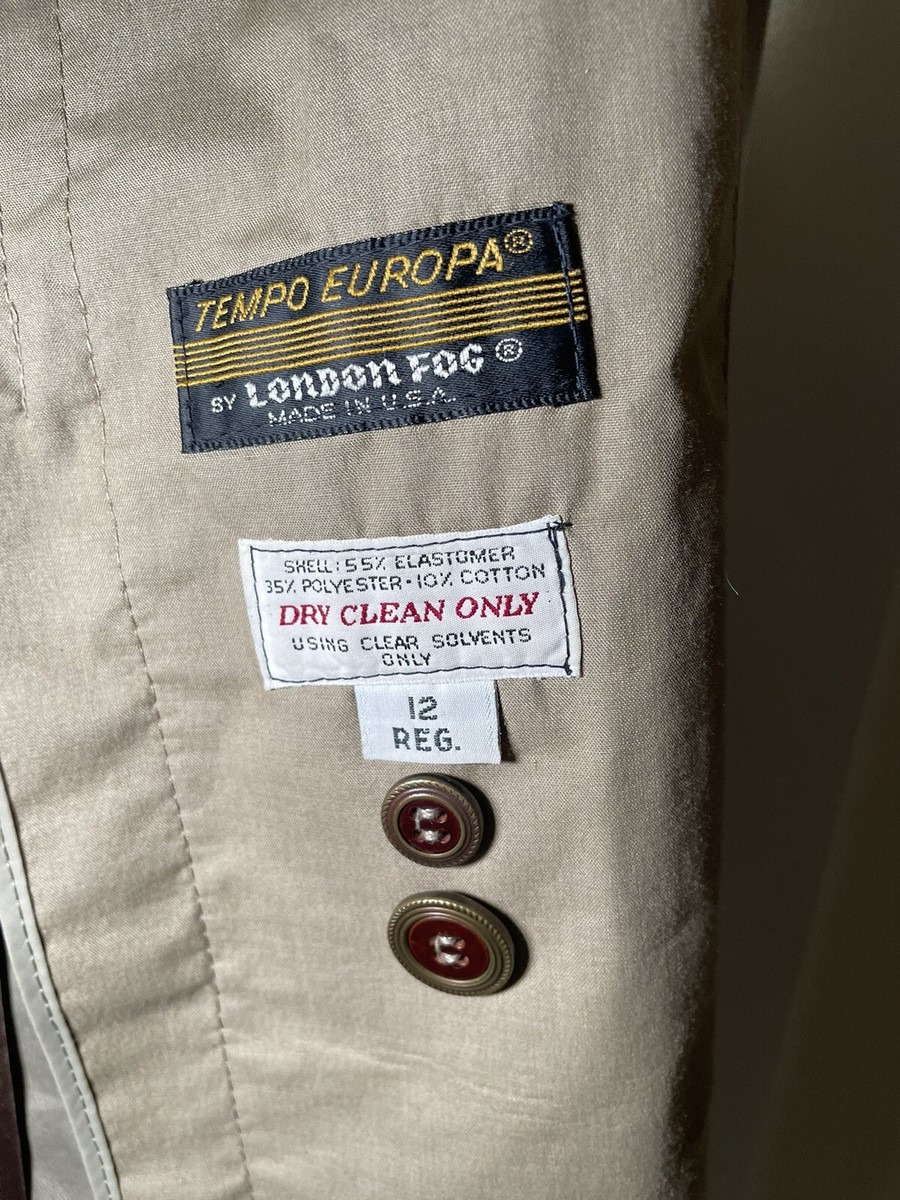 TEMPO EUROPA®
BY LONDON FOG®
MADE IN U.S.A.
SHELL: 55% ELASTOMER
35% POLYESTER · 10% COTTON
DRY CLEAN ONLY
USING CLEAR SOLVENTS
ONLY
12
REG.